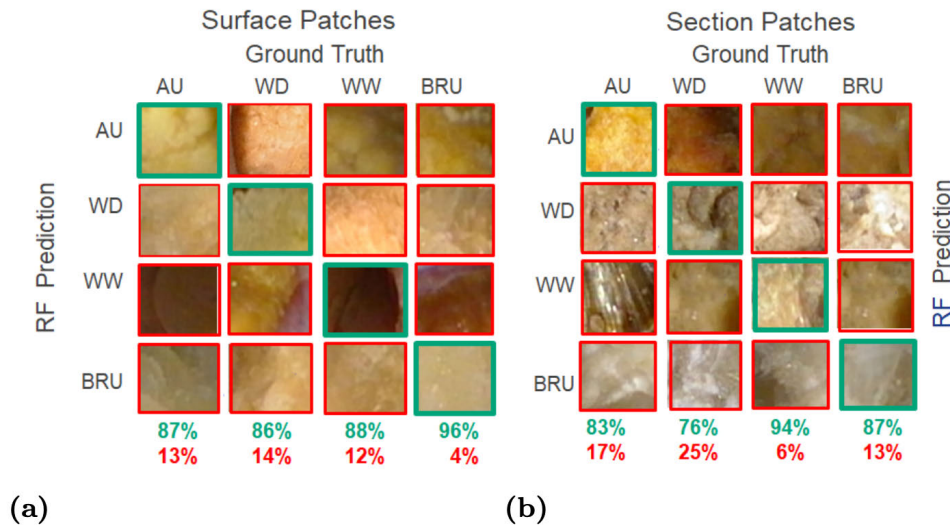 Surface Patches
Ground Truth
AU WD WW BRU
AU
WD
WW
BRU
RF Prediction
87% 86% 88% 96%
13% 14% 12% 4%
(a)
Section Patches
Ground Truth
AU WD WW BRU
AU
WD
WW
BRU
RF Prediction
83% 76% 94% 87%
17% 25% 6% 13%
(b)